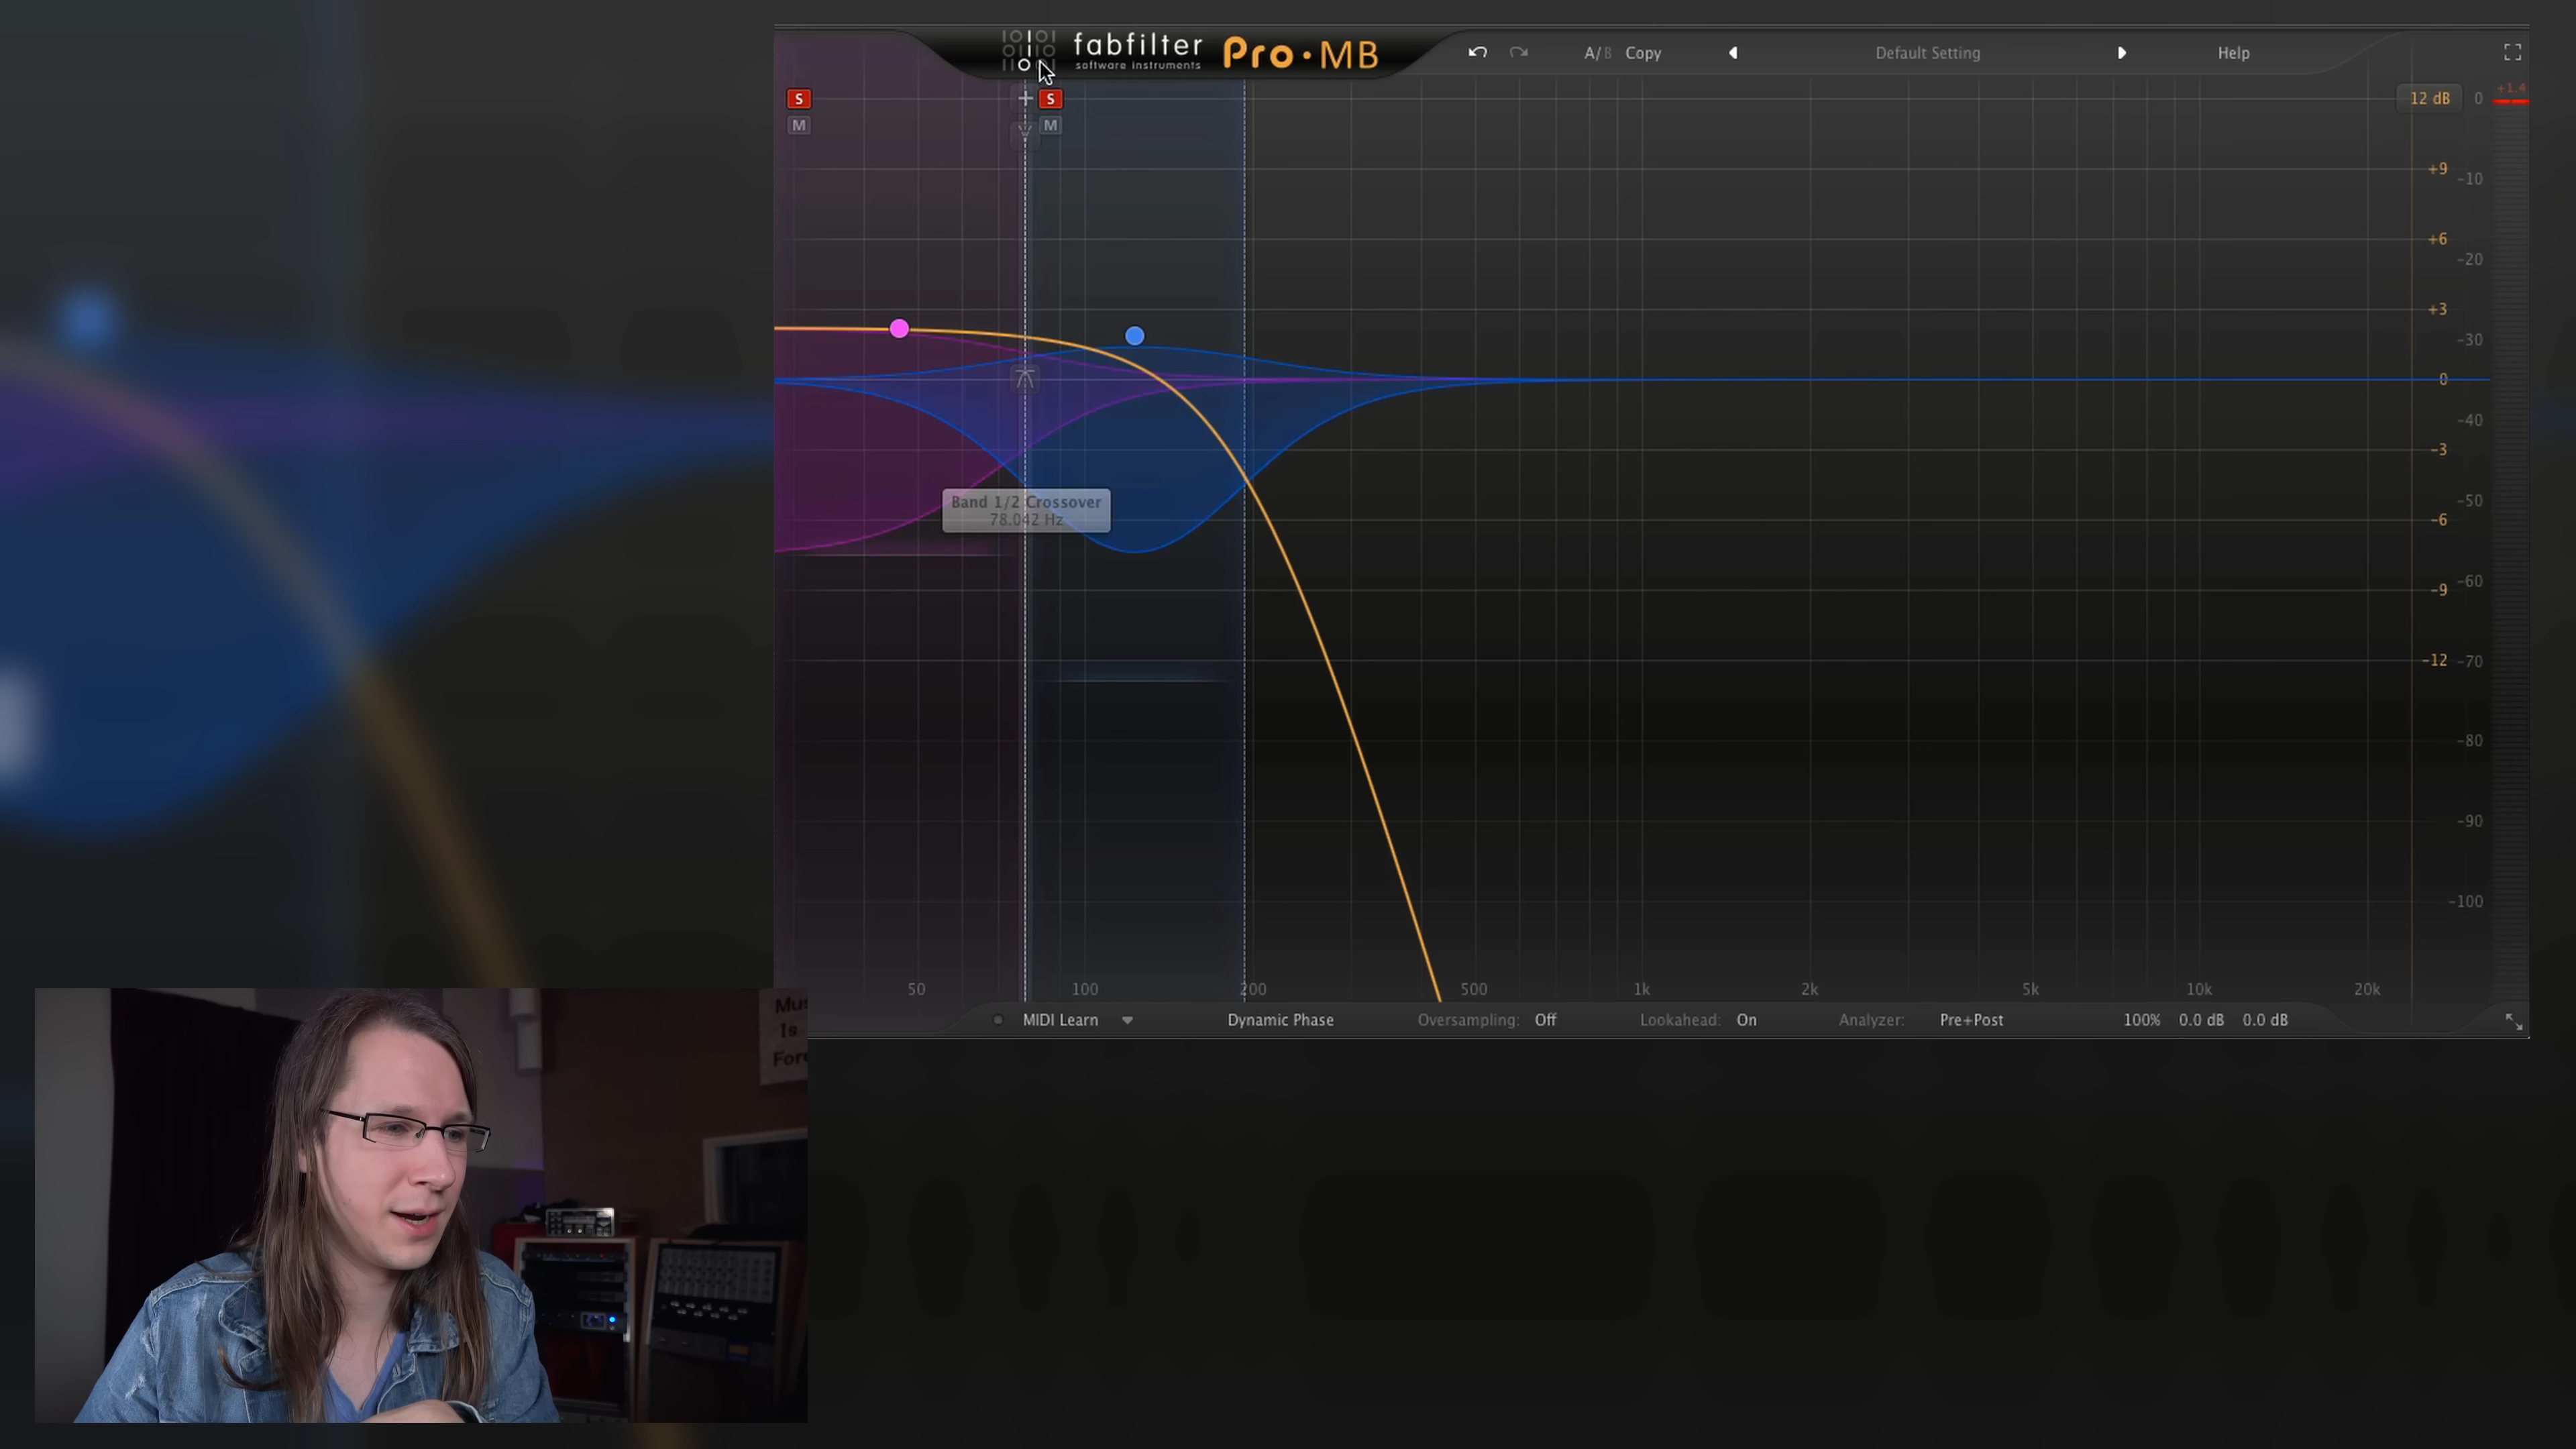 fabfilter
software instruments
Pro·MB
A/B Copy
Default Setting
Help
S
M
S
M
12 dB
0
+1.4
+9
-10
+6
-20
+3
-30
0
-40
-3
-50
-6
-60
-9
-12
-70
-80
-90
-100
Band 1/2 Crossover
78.042 Hz
50
100
200
500
1k
2k
5k
10k
20k
MIDI Learn
Dynamic Phase
Oversampling: Off
Lookahead: On
Analyzer: Pre+Post
100%
0.0 dB
0.0 dB
Is